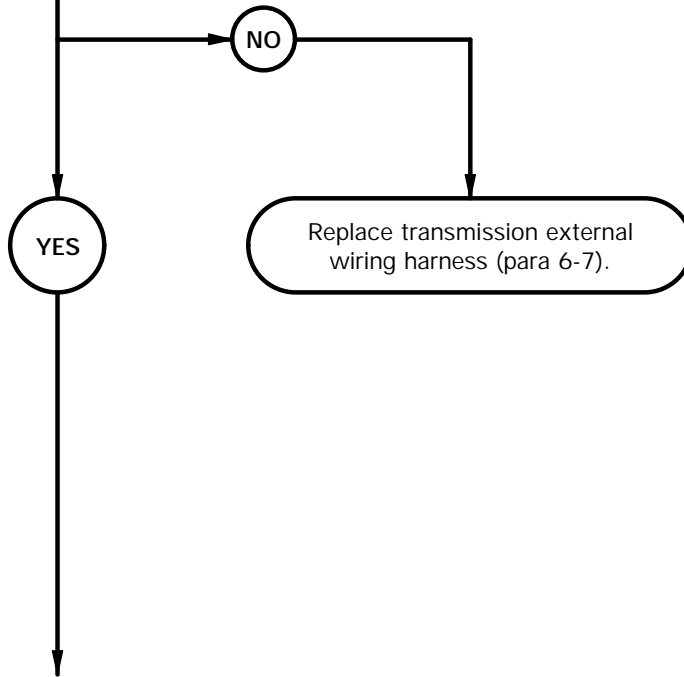 NO
YES
Replace transmission external
wiring harness (para 6-7).